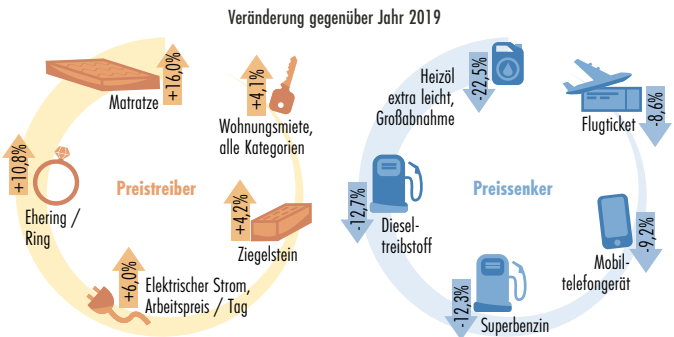 Veränderung gegenüber Jahr 2019
+16,0%
Matratze
+4,1%
Wohnungsmiete,
alle Kategorien
+10,8%
Ehering /
Ring
Preistreiber
+4,2%
Ziegelstein
+6,0%
Elektrischer Strom,
Arbeitspreis / Tag
Heizöl
extra leicht,
Großabnahme
-22,5%
Flugticket
-8,6%
Preissenker
-12,7%
Diesel-
treibstoff
-9,2%
Mobil-
telefongerät
-12,3%
Superbenzin